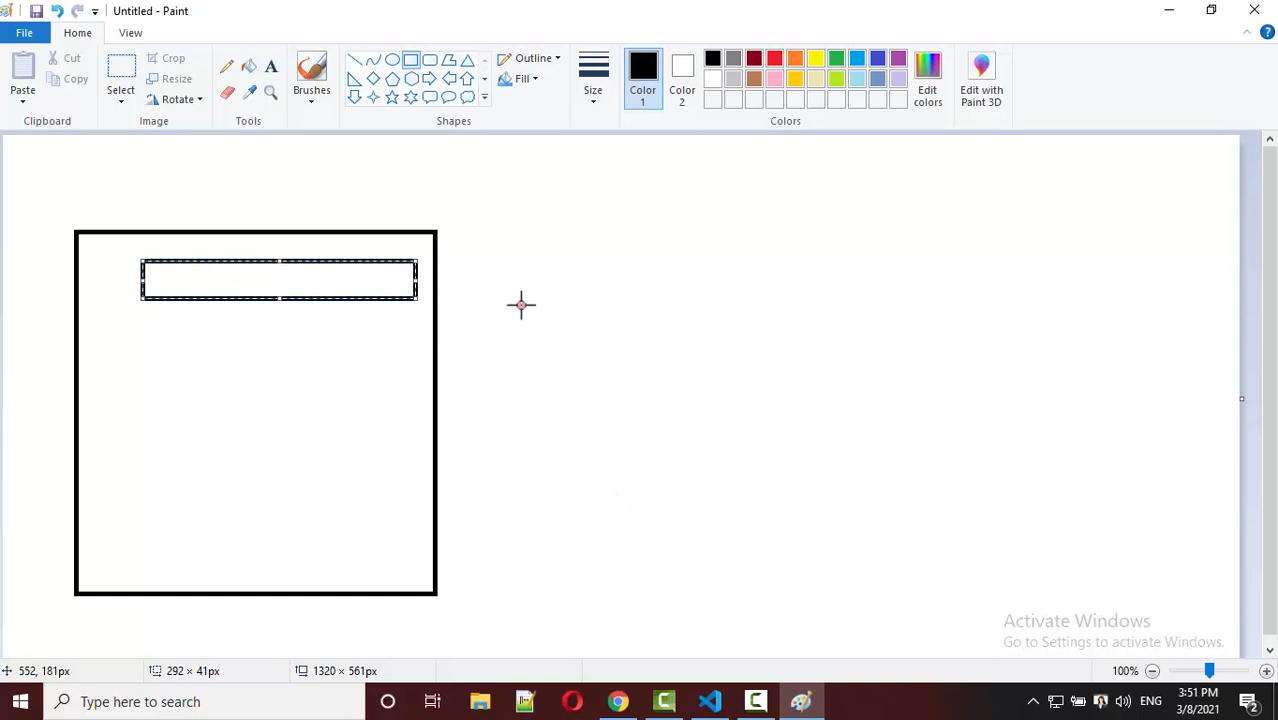 Untitled - Paint
File
Home
View
Paste
Cut
Copy
Clipboard
Select
Crop
Resize
Rotate
Image
A
Tools
Brushes
Outline
Fill
Shapes
Size
Color
1
Color
2
Edit
colors
Colors
Edit with
Paint 3D
Activate Windows
Go to Settings to activate Windows.
552, 181px
292 × 41px
1320 × 561px
100%
Type here to search
ENG
3:51 PM
3/8/2021
2